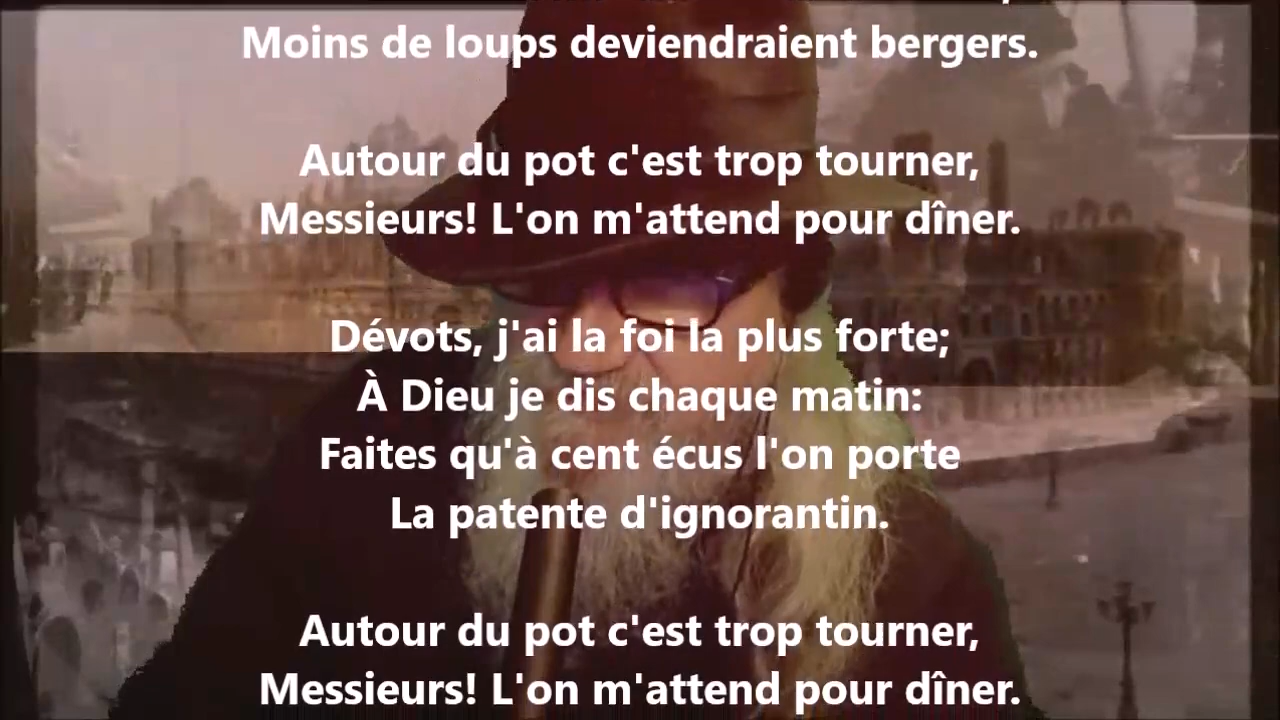 Moins de loups deviendraient bergers.
Autour du pot c'est trop tourner,
Messieurs! L'on m'attend pour dîner.
Dévots, j'ai la foi la plus forte;
À Dieu je dis chaque matin:
Faites qu'à cent écus l'on porte
La patente d'ignorantin.
Autour du pot c'est trop tourner,
Messieurs! L'on m'attend pour dîner.